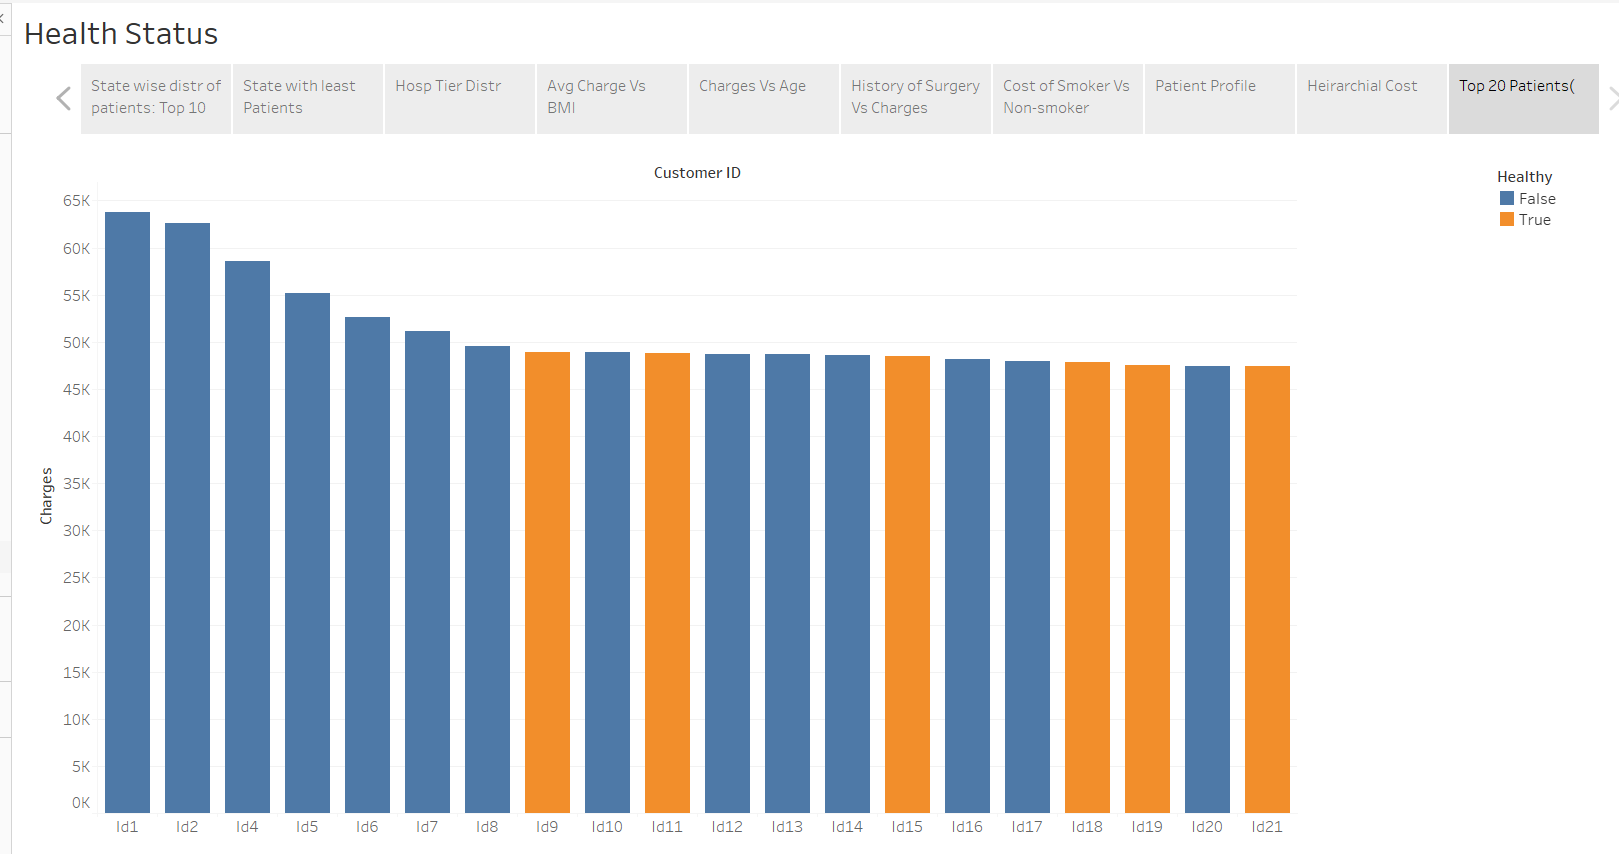 Health Status
State wise distr of
patients: Top 10
State with least
Patients
Hosp Tier Distr
Avg Charge Vs
BMI
Charges Vs Age
History of Surgery
Vs Charges
Cost of Smoker Vs
Non-smoker
Patient Profile
Heirarchial Cost
Top 20 Patients(
Customer ID
Healthy
False
True
65K
60K
55K
50K
45K
40K
35K
30K
25K
20K
15K
10K
5K
0K
Charges
Id1 Id2 Id4 Id5 Id6 Id7 Id8 Id9 Id10 Id11 Id12 Id13 Id14 Id15 Id16 Id17 Id18 Id19 Id20 Id21